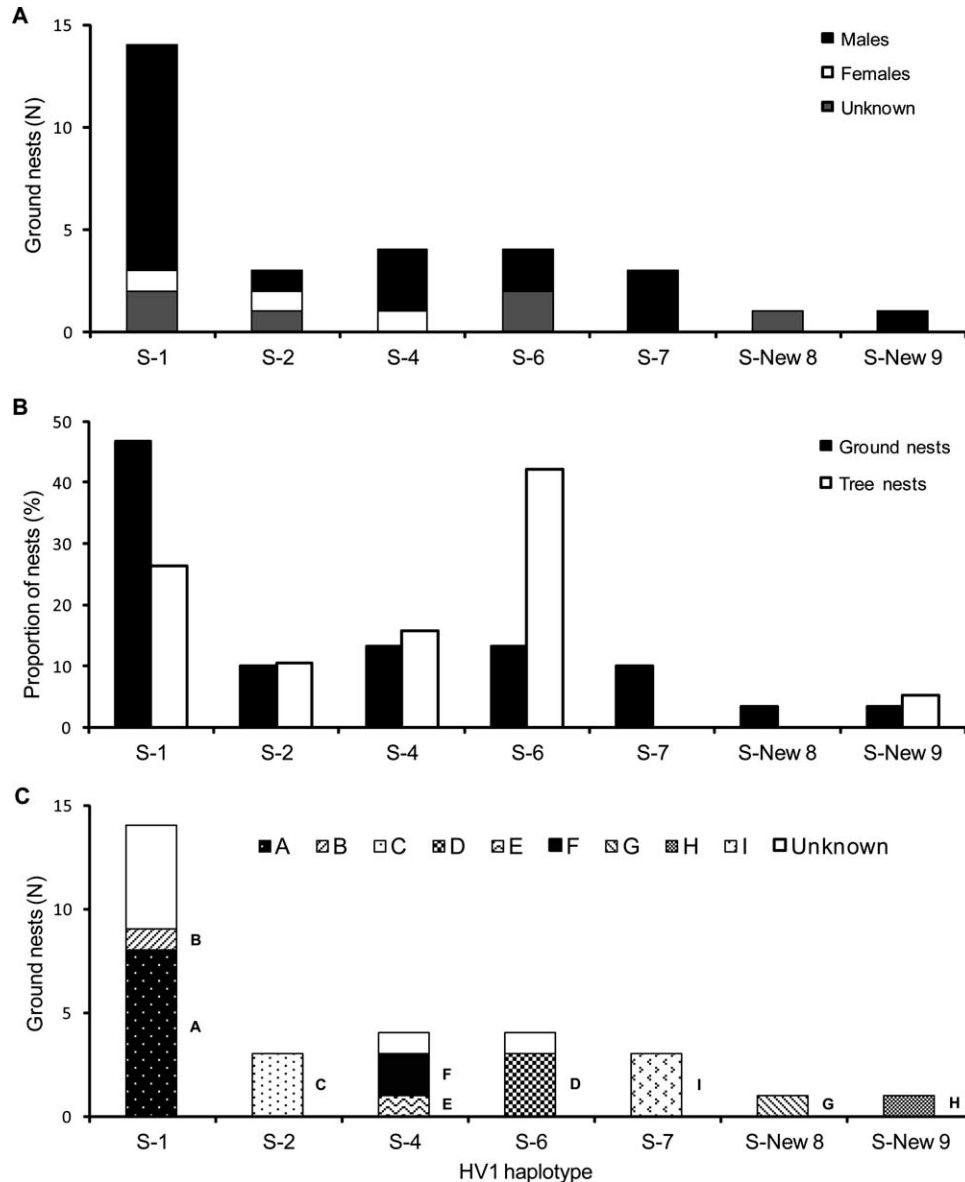 A
15
10
5
0
Ground nests (N)
Males
Females
Unknown
S-1 S-2 S-4 S-6 S-7 S-New 8 S-New 9
B
50
40
30
20
10
0
Proportion of nests (%)
Ground nests
Tree nests
S-1 S-2 S-4 S-6 S-7 S-New 8 S-New 9
C
15
10
5
0
Ground nests (N)
A B C D E F G H I Unknown
B
A
C
F
E
D
I
G
H
S-1 S-2 S-4 S-6 S-7 S-New 8 S-New 9
HV1 haplotype